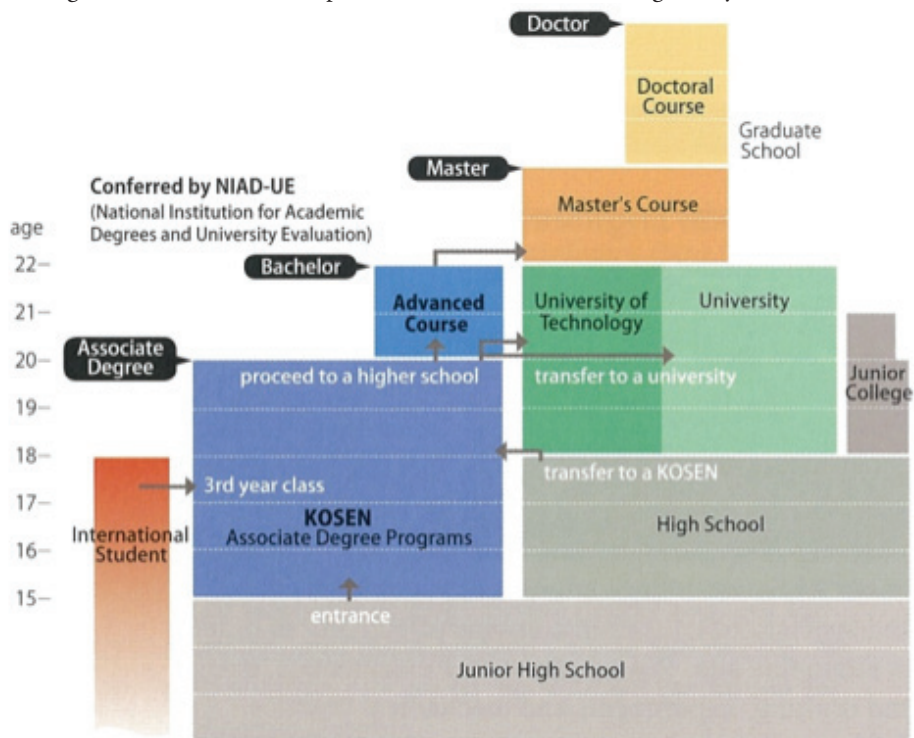 Doctor
Doctoral
Course
Graduate
School
Master
Master's Course
Conferred by NIAD-UE
(National Institution for Academic
Degrees and University Evaluation)
age
Bachelor
22
Advanced
Course
University of
Technology
University
21
Associate
Degree
20
proceed to a higher school
transfer to a university
Junior
College
19
18
3rd year class
transfer to a KOSEN
17
KOSEN
Associate Degree Programs
High School
International
Student
16
15
entrance
Junior High School